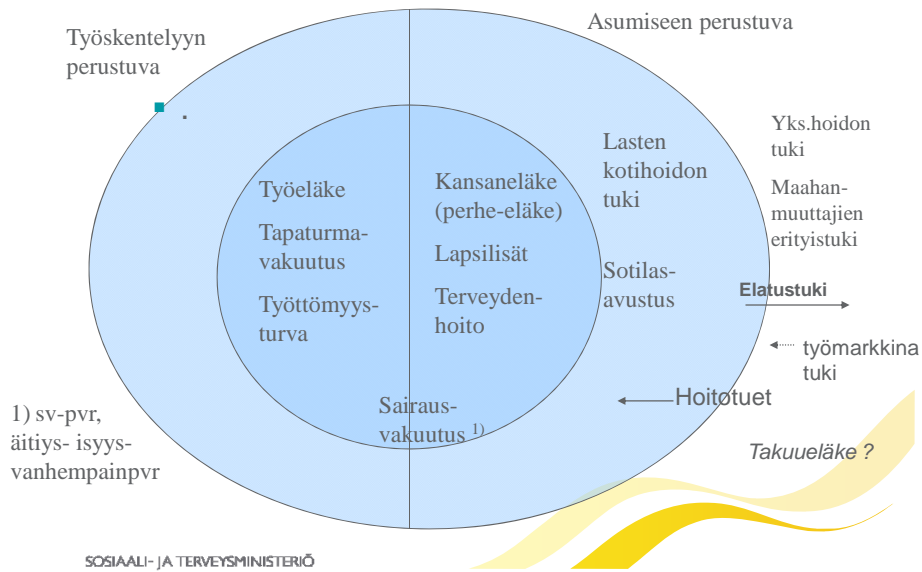 Työskentelyyn
perustuva
Asumiseen perustuva
Työeläke
Tapaturma-
vakuutus
Työttömyys-
turva
Kansaneläke
(perhe-eläke)
Lapsilisät
Terveyden-
hoito
Sairaus-
vakuutus 1)
Lasten
kotihoidon
tuki
Sotilas-
avustus
Yks.hoidon
tuki
Maahan-
muuttajien
erityistuki
Elatustuki
työmarkkina
tuki
Hoitotuet
Takuueläke ?
1) sv-pvr,
äitiys- isyys-
vanhempainpvr
SOSIAALI- JA TERVEYSMINISTERIÖ